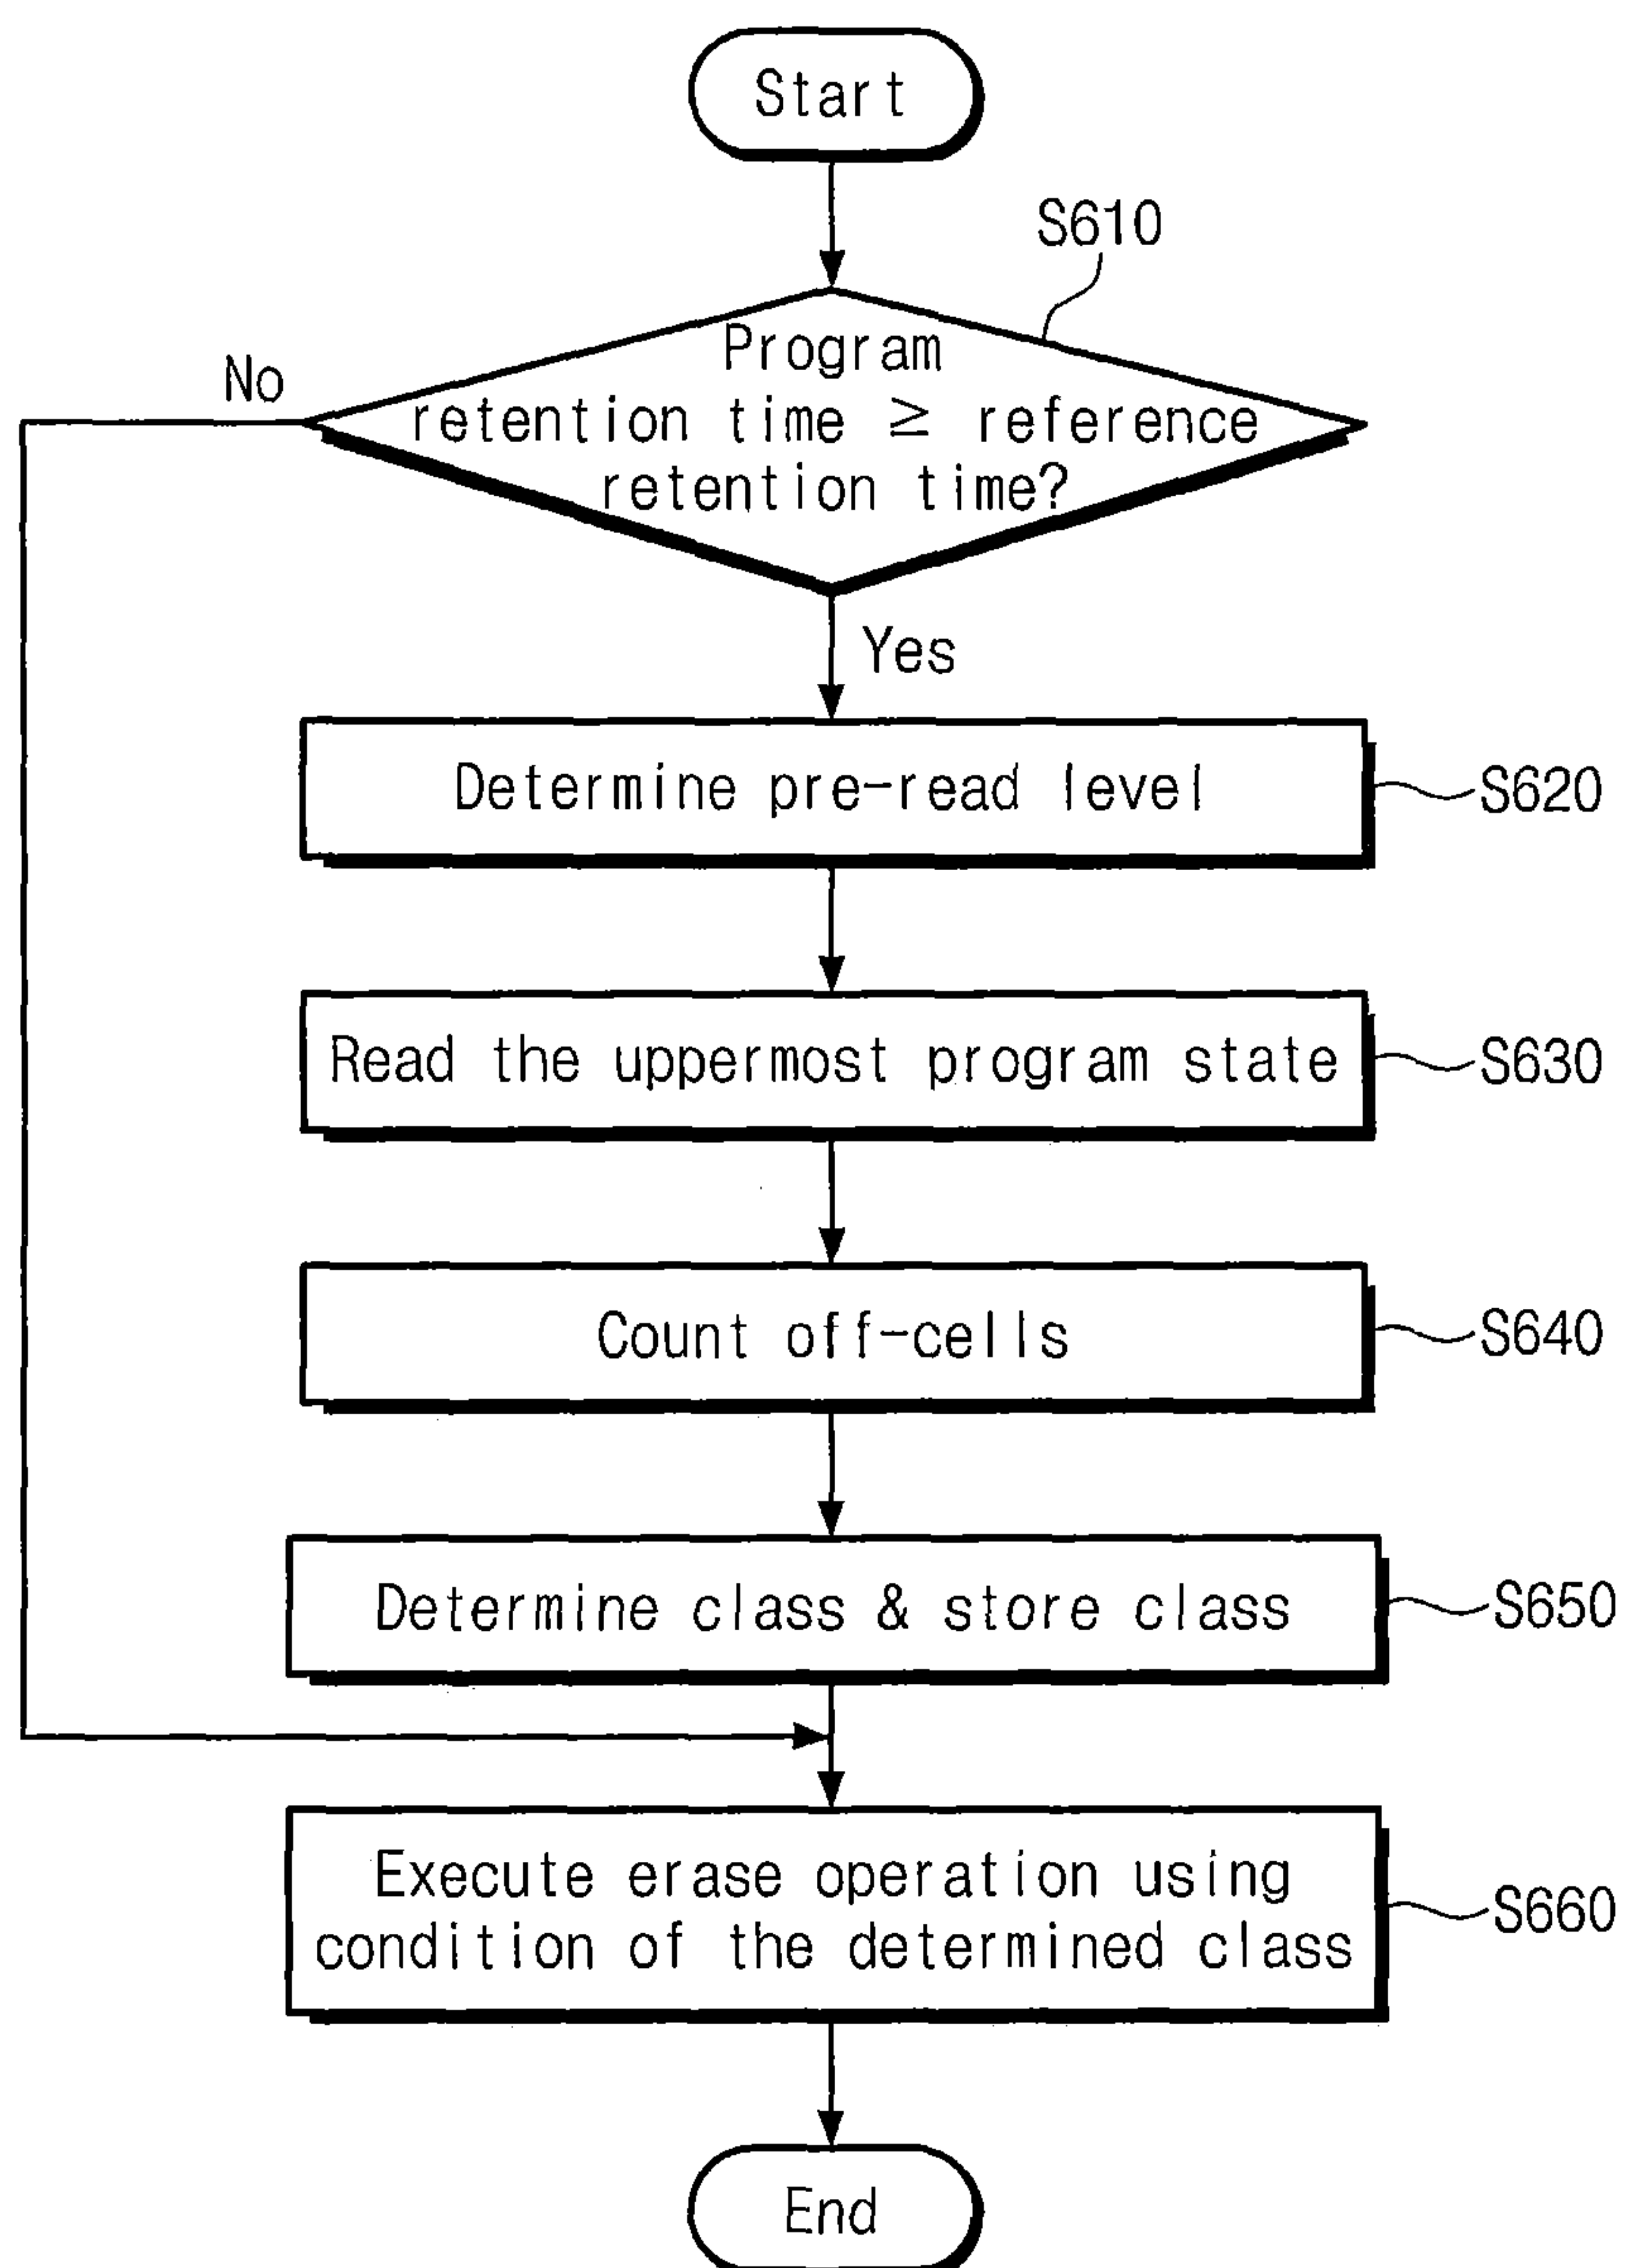 Start
S610
Program
retention time ≥ reference
retention time?
No
Yes
Determine pre-read level
S620
Read the uppermost program state
S630
Count off-cells
S640
Determine class & store class
S650
Execute erase operation using
condition of the determined class
S660
End